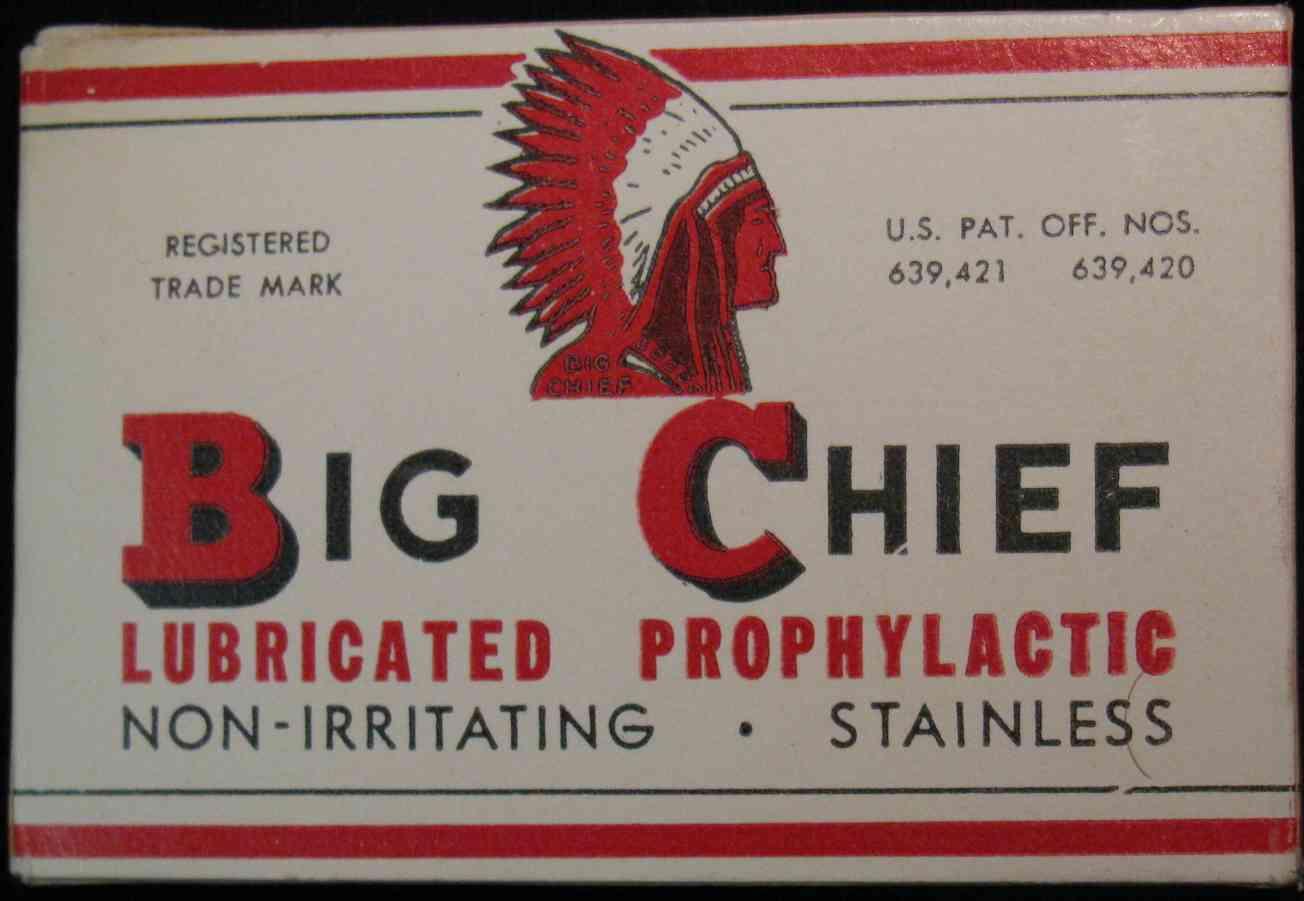 REGISTERED
TRADE MARK
U.S. PAT. OFF. NOS.
639,421 639,420
BIG
CHIEF
BIG CHIEF
LUBRICATED PROPHYLACTIC
NON-IRRITATING • STAINLESS